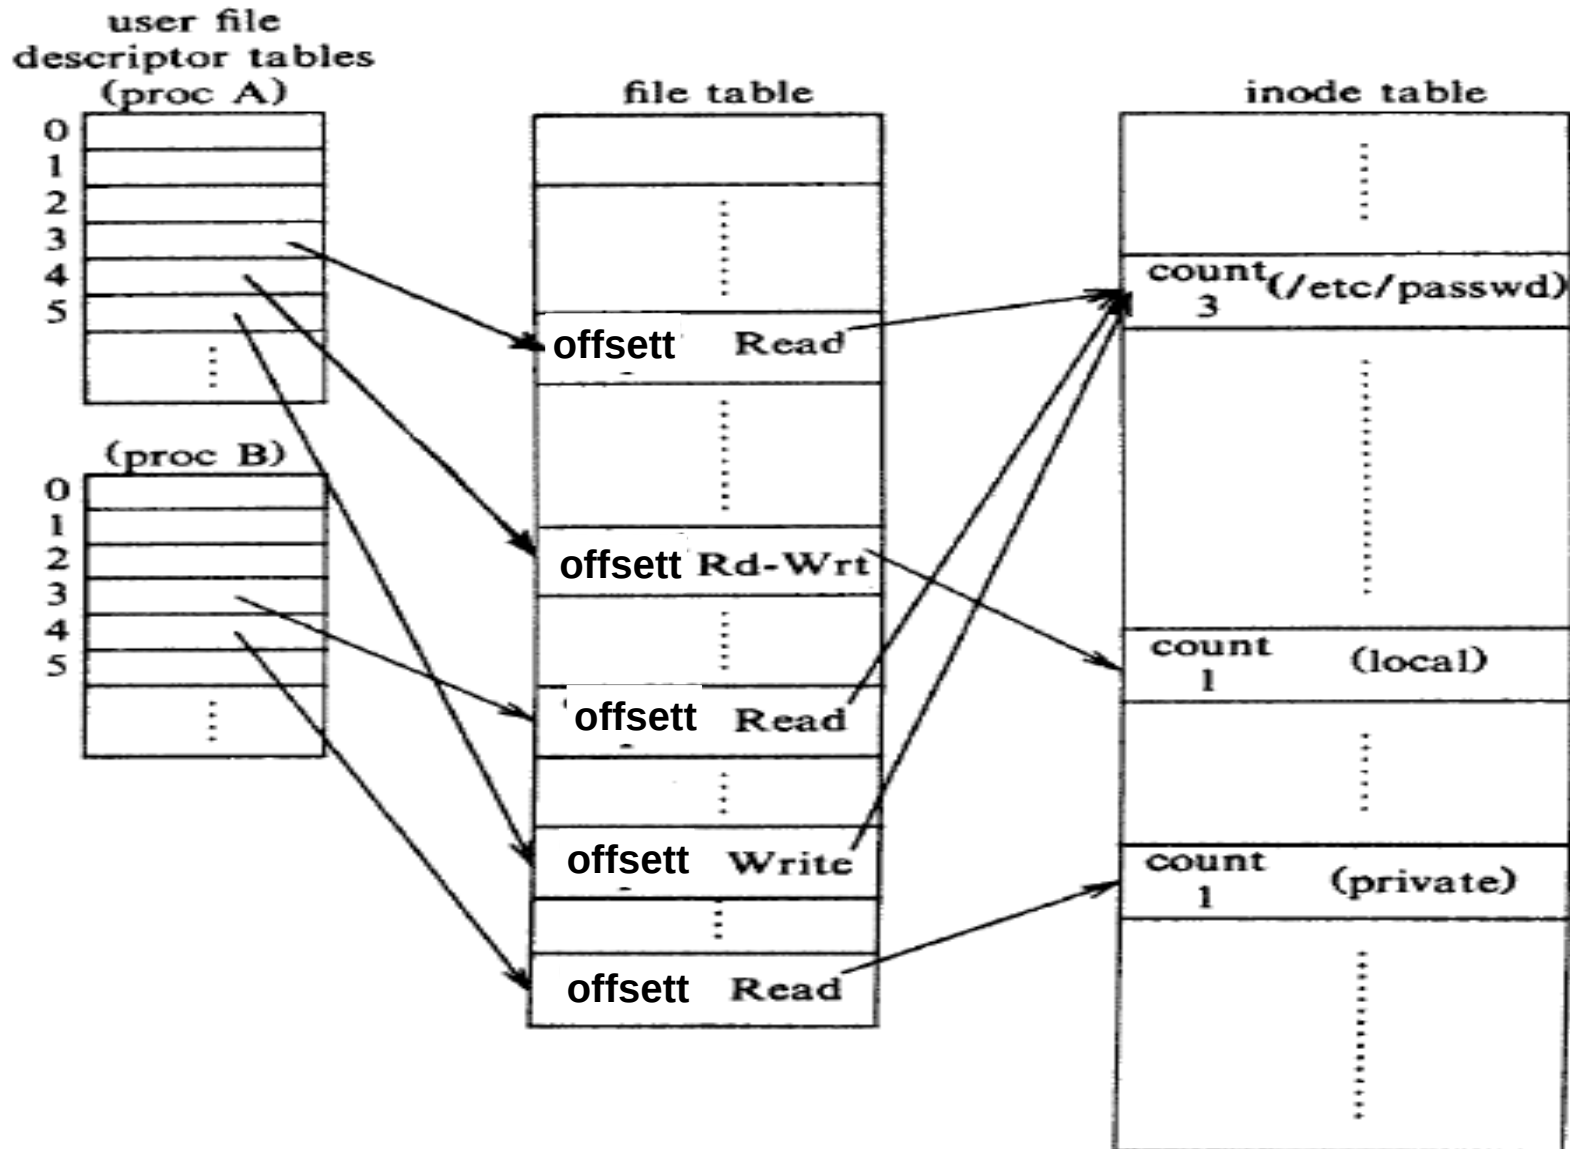 user file
descriptor tables
(proc A)
0
1
2
3
4
5
(proc B)
0
1
2
3
4
5
file table
offsett Read
offsett Rd-Wrt
offsett Read
offsett Write
offsett Read
inode table
count (/etc/passwd)
3
count (local)
1
count (private)
1